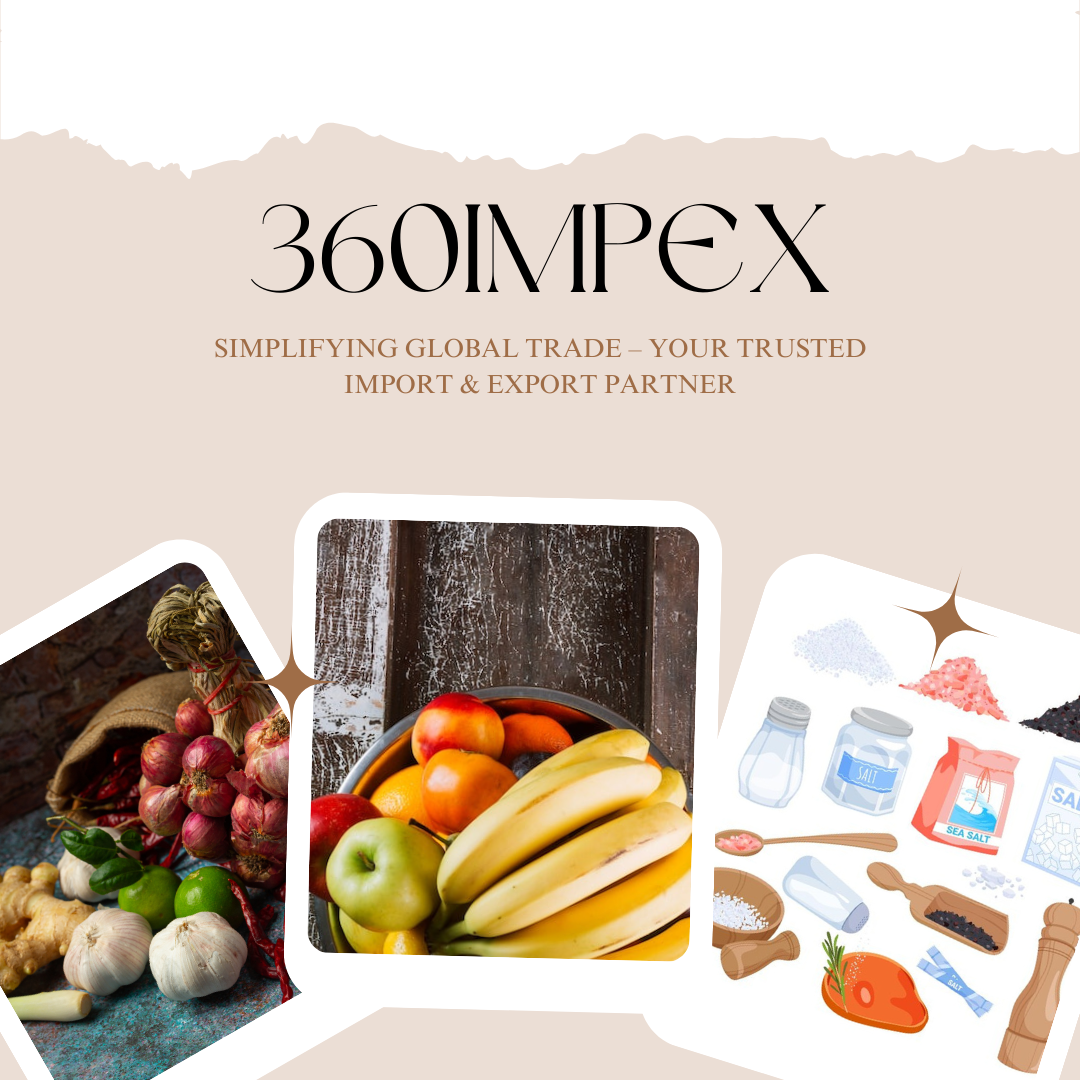 360IMPEX
SIMPLIFYING GLOBAL TRADE – YOUR TRUSTED
IMPORT & EXPORT PARTNER
SALT
SEA SALT
SALT